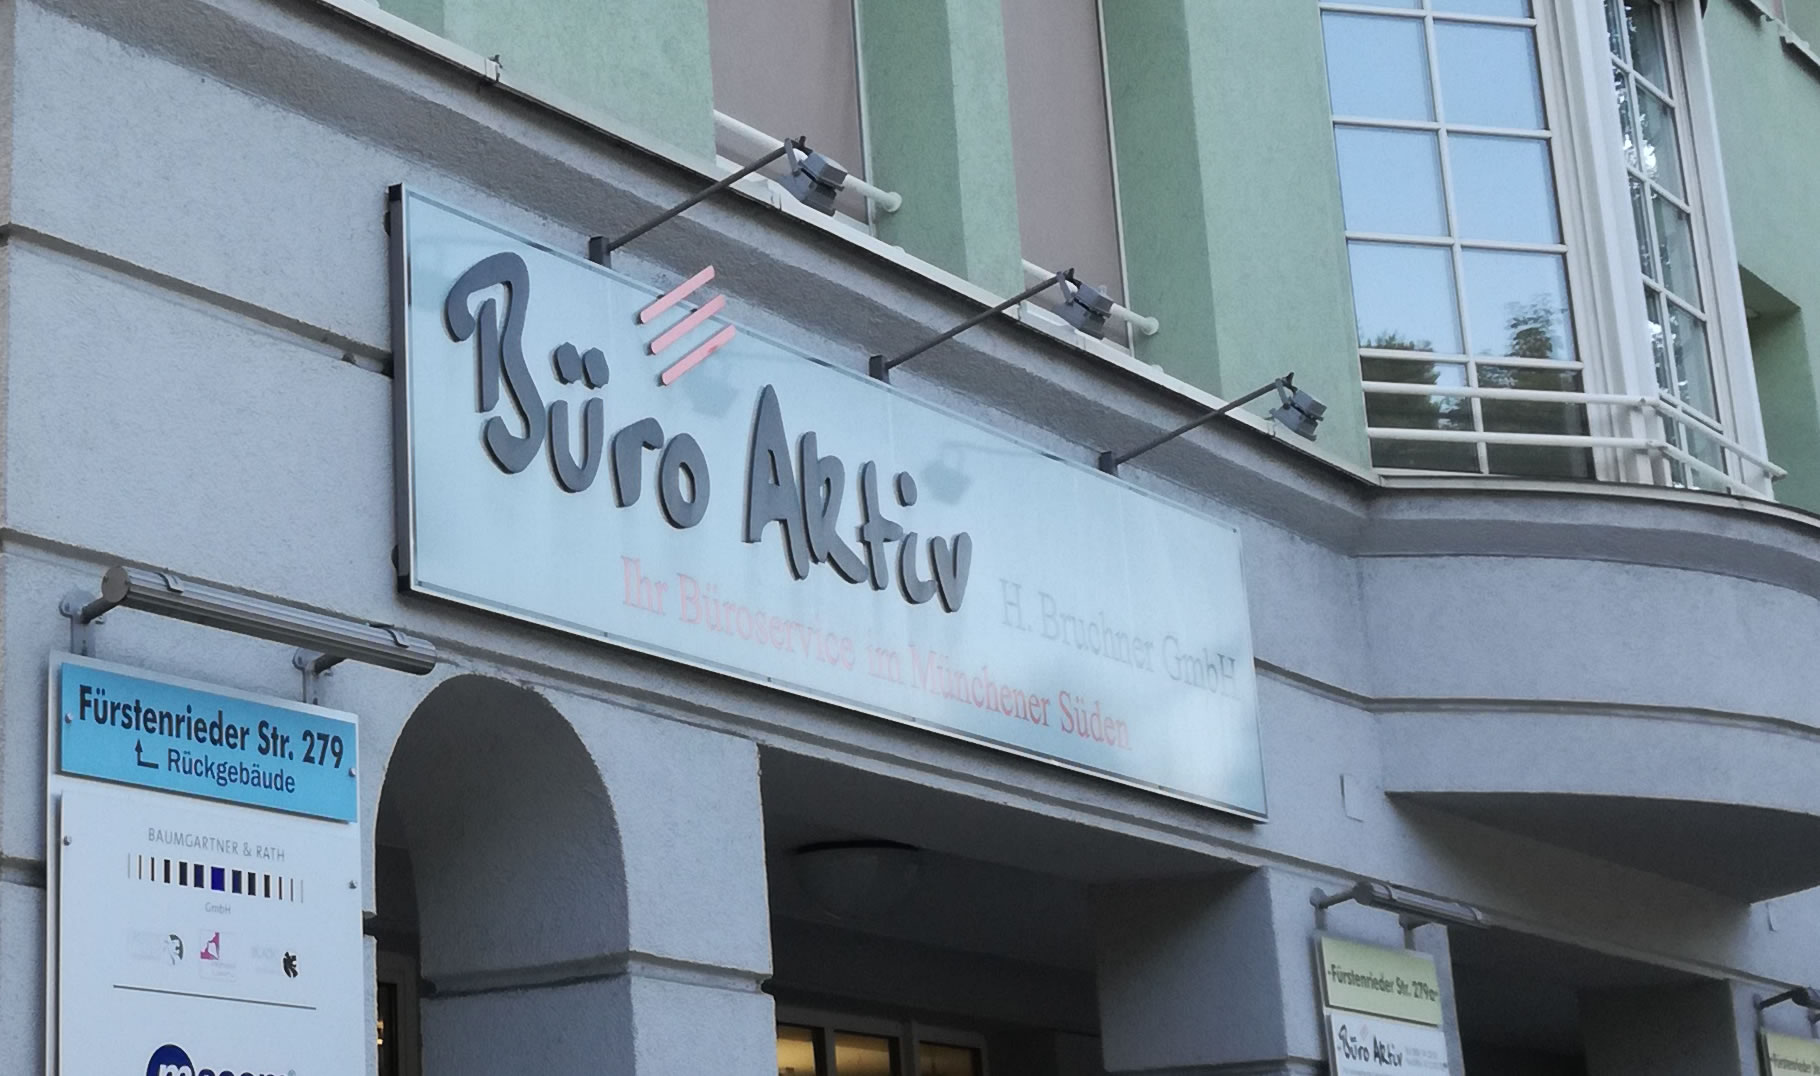 Büro Aktiv
H. Bruchner GmbH
Ihr Büroservice im Münchener Süden
Fürstenrieder Str. 279
Rückgebäude
BAUMGARTNER & RATH
GmbH
Fürstenrieder Str. 279a
Büro Aktiv
Fürstenrieder